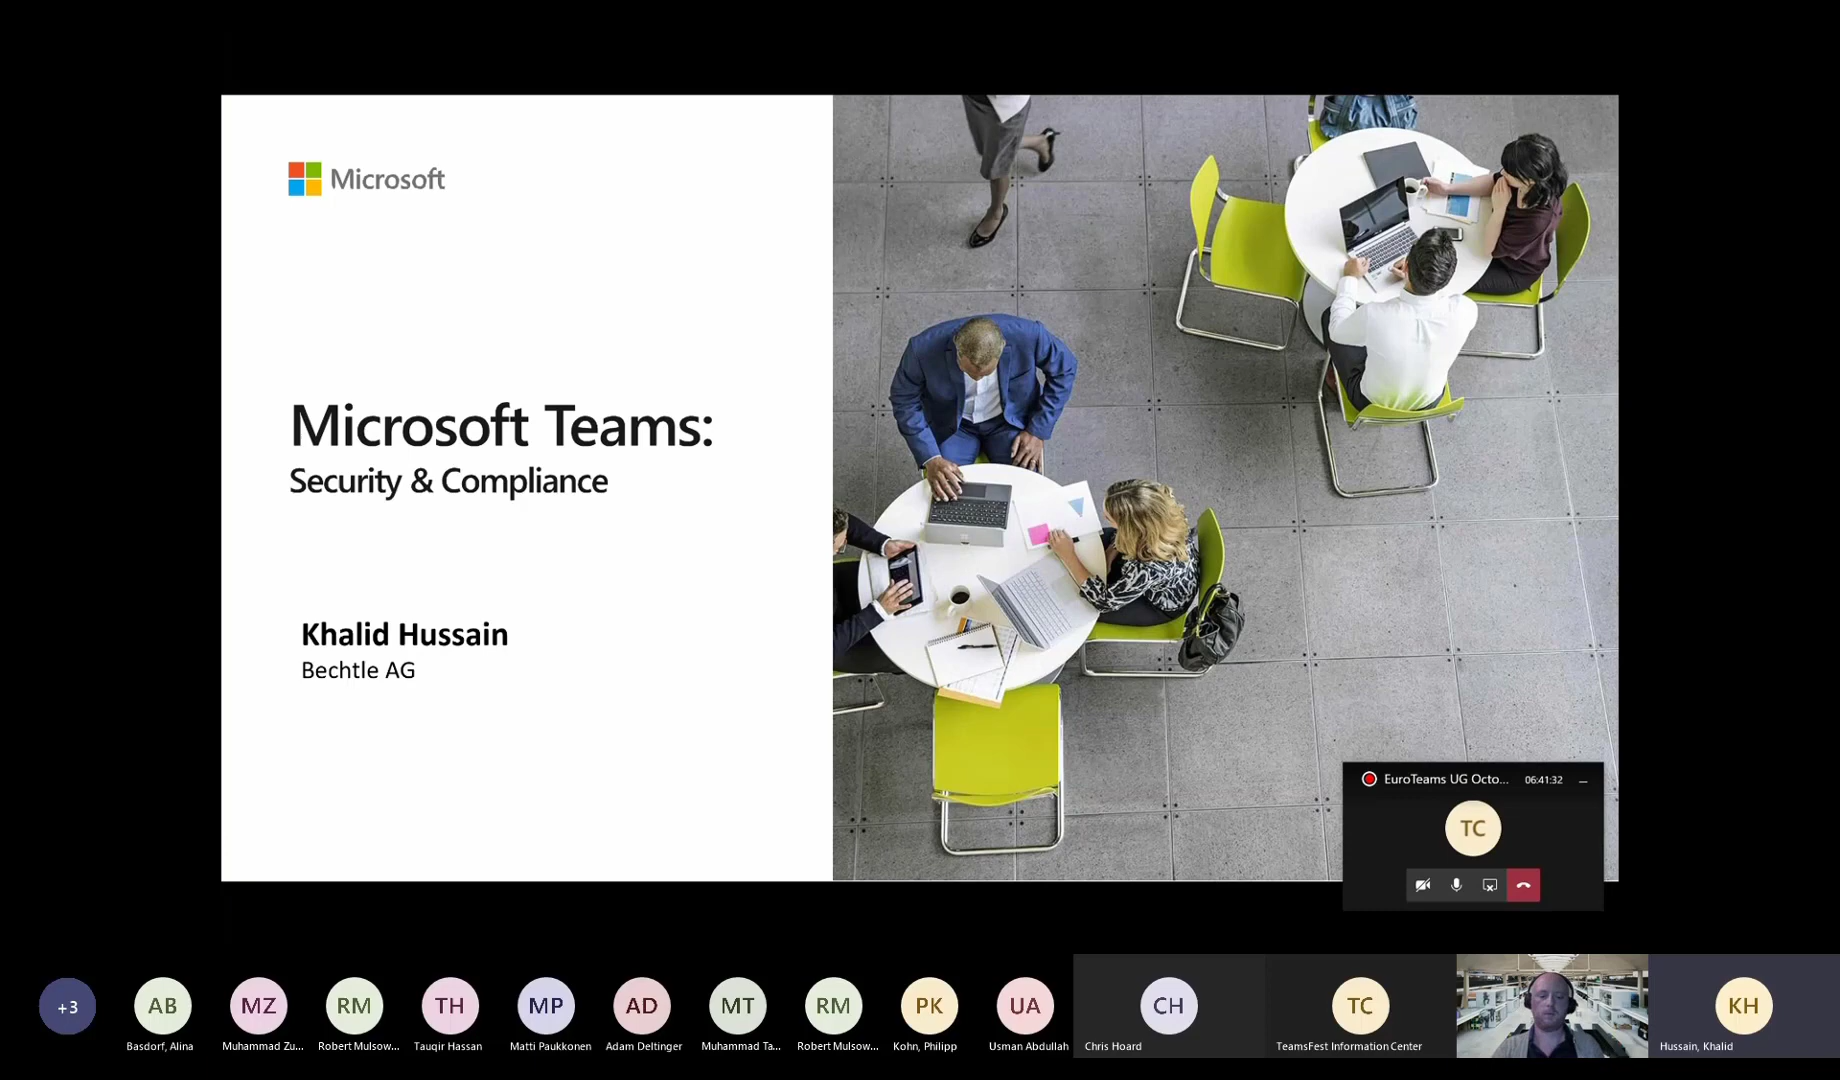 Microsoft
Microsoft Teams:
Security & Compliance
Khalid Hussain
Bechtle AG
EuroTeams UG Octo... 06:41:32
TC
+3
AB
MZ
RM
TH
MP
AD
MT
RM
PK
UA
CH
TC
KH
Basdorf, Alina
Muhammad Zu...
Robert Mulsow...
Tauqir Hassan
Matti Paukkonen
Adam Deltinger
Muhammad Ta...
Robert Mulsow...
Kohn, Philipp
Usman Abdullah
Chris Hoard
TeamsFest Information Center
Hussain, Khalid